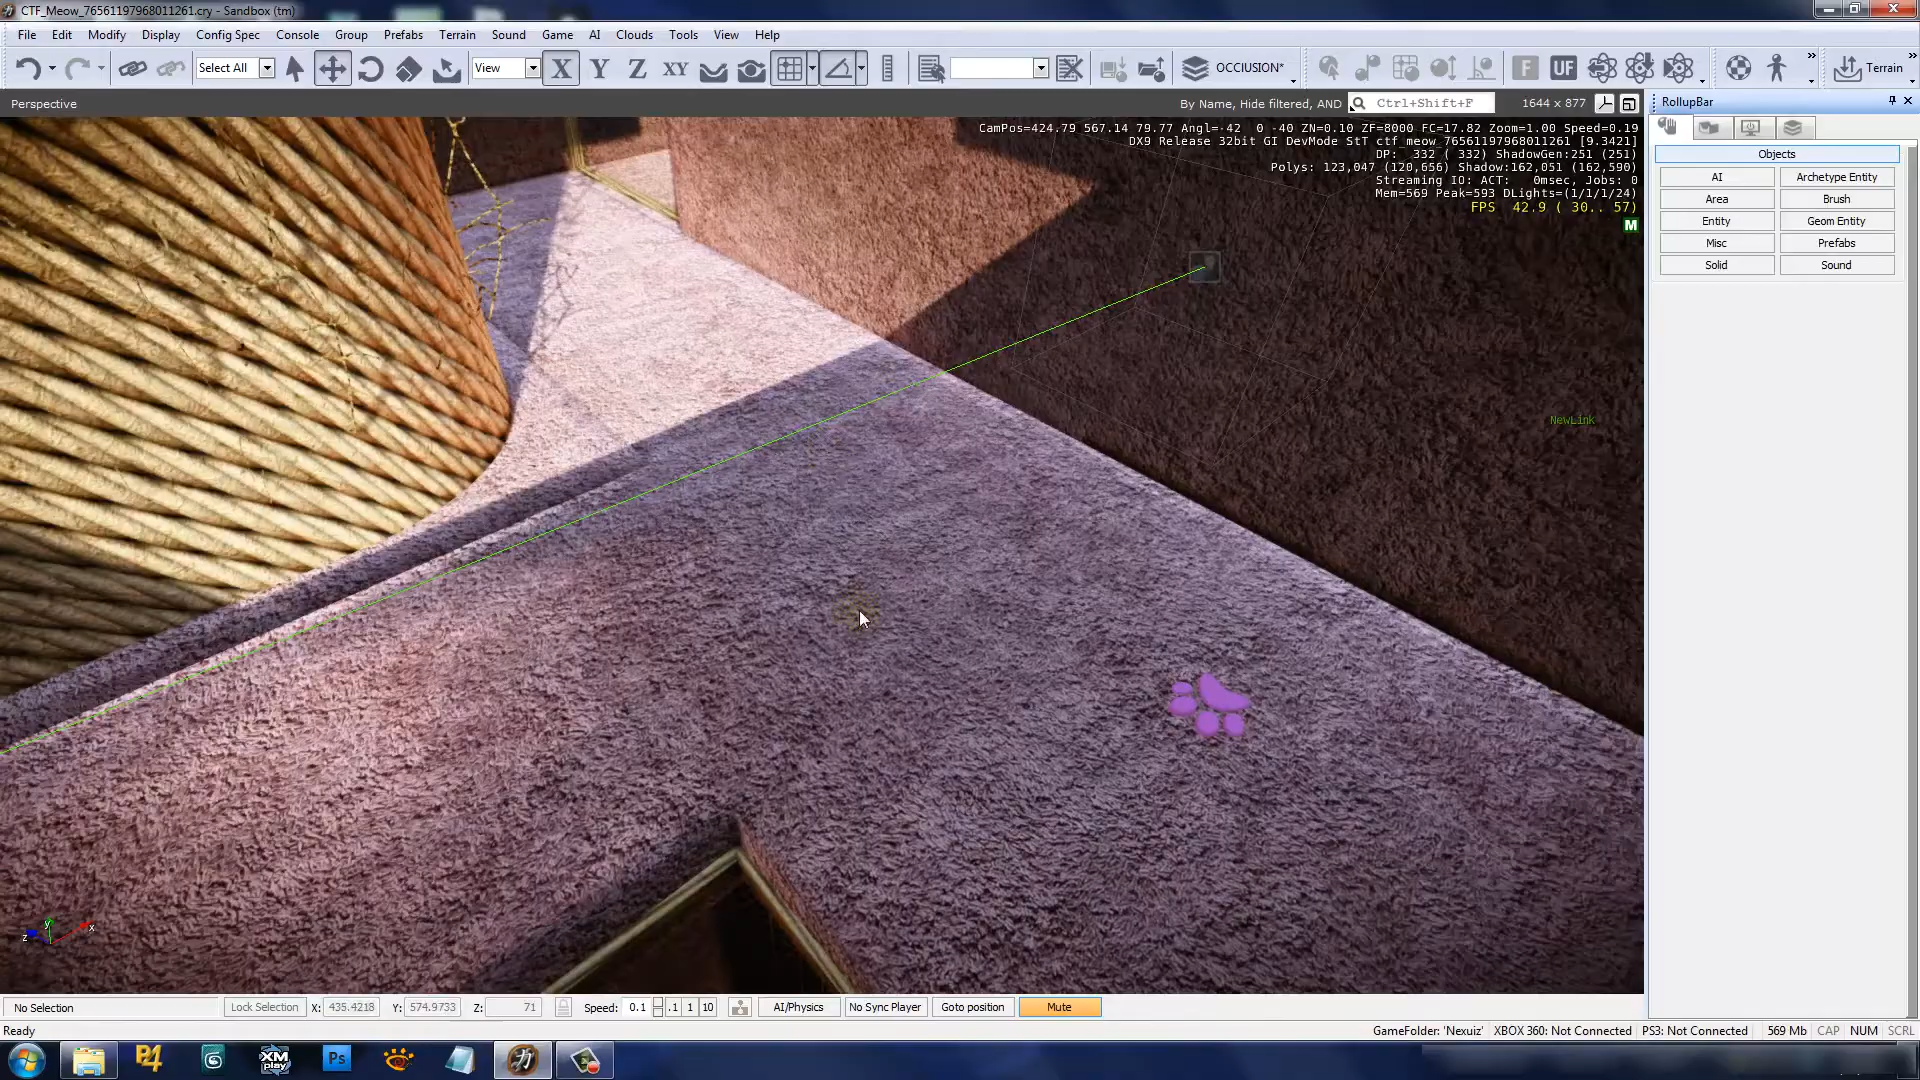 CTF_Meow_76561197968011261.cry - Sandbox (tm)
File Edit Modify Display Config Spec Console Group Prefabs Terrain Sound Game AI Clouds Tools View Help
Select All View X Y Z XY OCClUSION* F UF Terrain
Perspective By Name, Hide filtered, AND Ctrl+Shift+F 1644 x 877
RollupBar
CamPos=424.79 567.14 79.77 Angl=-42 0 -40 ZN=0.10 ZF=8000 FC=17.82 Zoom=1.00 Speed=0.19
DX9 Release 32bit GI DevMode StT ctf_meow_76561197968011261 [9.3421]
DP: 332 ( 332) ShadowGen:251 (251)
Polys: 123,047 (120,656) Shadow:162,051 (162,590)
Streaming IO: ACT: 0msec, Jobs: 0
Mem=569 Peak=593 DLights=(1/1/1/24)
FPS 42.9 ( 30.. 57)
M
Objects
AI Archetype Entity
Area Brush
Entity Geom Entity
Misc Prefabs
Solid Sound
NewLink
z y x
No Selection Lock Selection X: 435.4218 Y: 574.9733 Z: 71 Speed: 0.1 .1 1 10 AI/Physics No Sync Player Goto position Mute
Ready GameFolder: 'Nexuiz' XBOX 360: Not Connected PS3: Not Connected 569 Mb CAP NUM SCRL
P4 XM play Ps